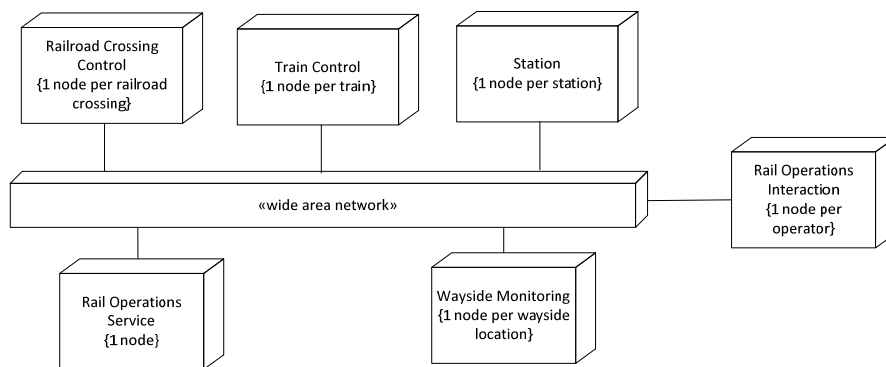 Railroad Crossing
Control
{1 node per railroad
crossing}
Train Control
{1 node per train}
Station
{1 node per station}
Rail Operations
Interaction
{1 node per
operator}
«wide area network»
Rail Operations
Service
{1 node}
Wayside Monitoring
{1 node per wayside
location}